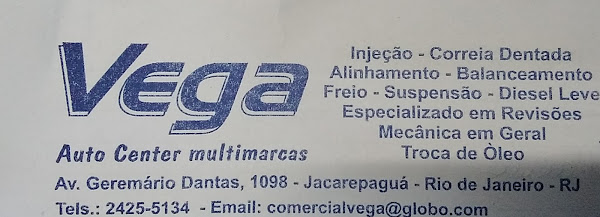 Vega
Auto Center multimarcas
Injeção - Correia Dentada
Alinhamento - Balanceamento
Freio - Suspensão - Diesel Leve
Especializado em Revisões
Mecânica em Geral
Troca de Òleo
Av. Geremário Dantas, 1098 - Jacarepaguá - Rio de Janeiro - RJ
Tels.: 2425-5134 - Email: comercialvega@globo.com